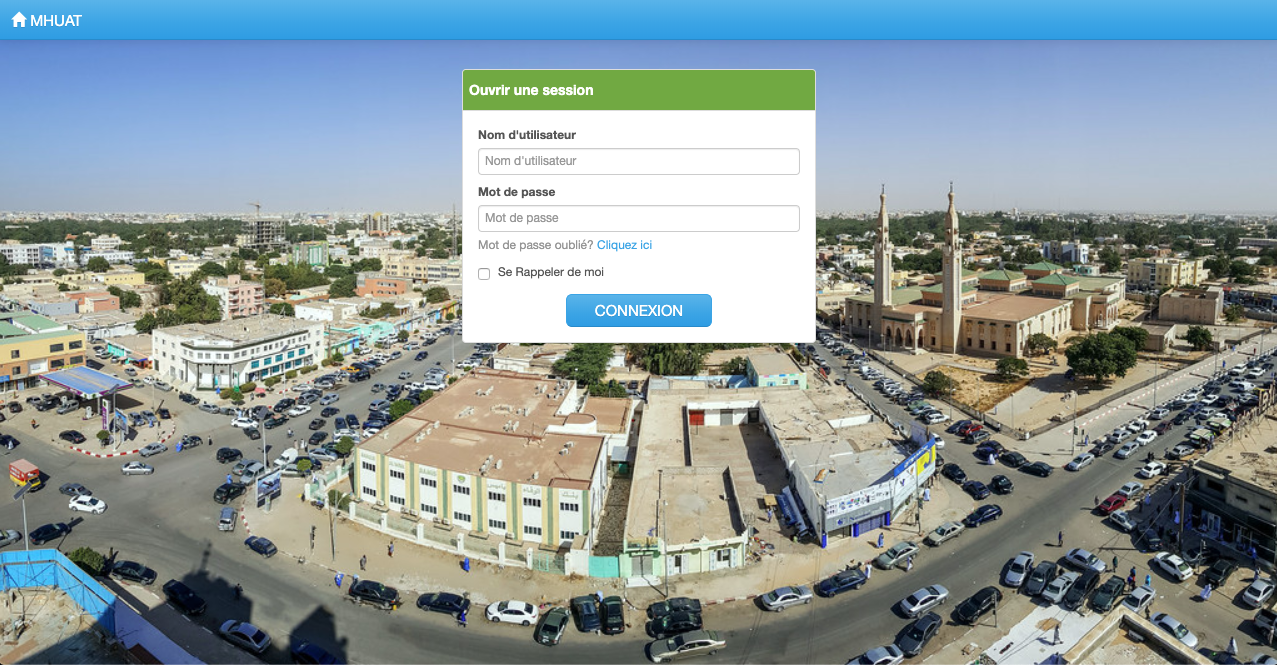 MHUAT
Ouvrir une session
Nom d'utilisateur
Nom d'utilisateur
Mot de passe
Mot de passe
Mot de passe oublié? Cliquez ici
Se Rappeler de moi
CONNEXION